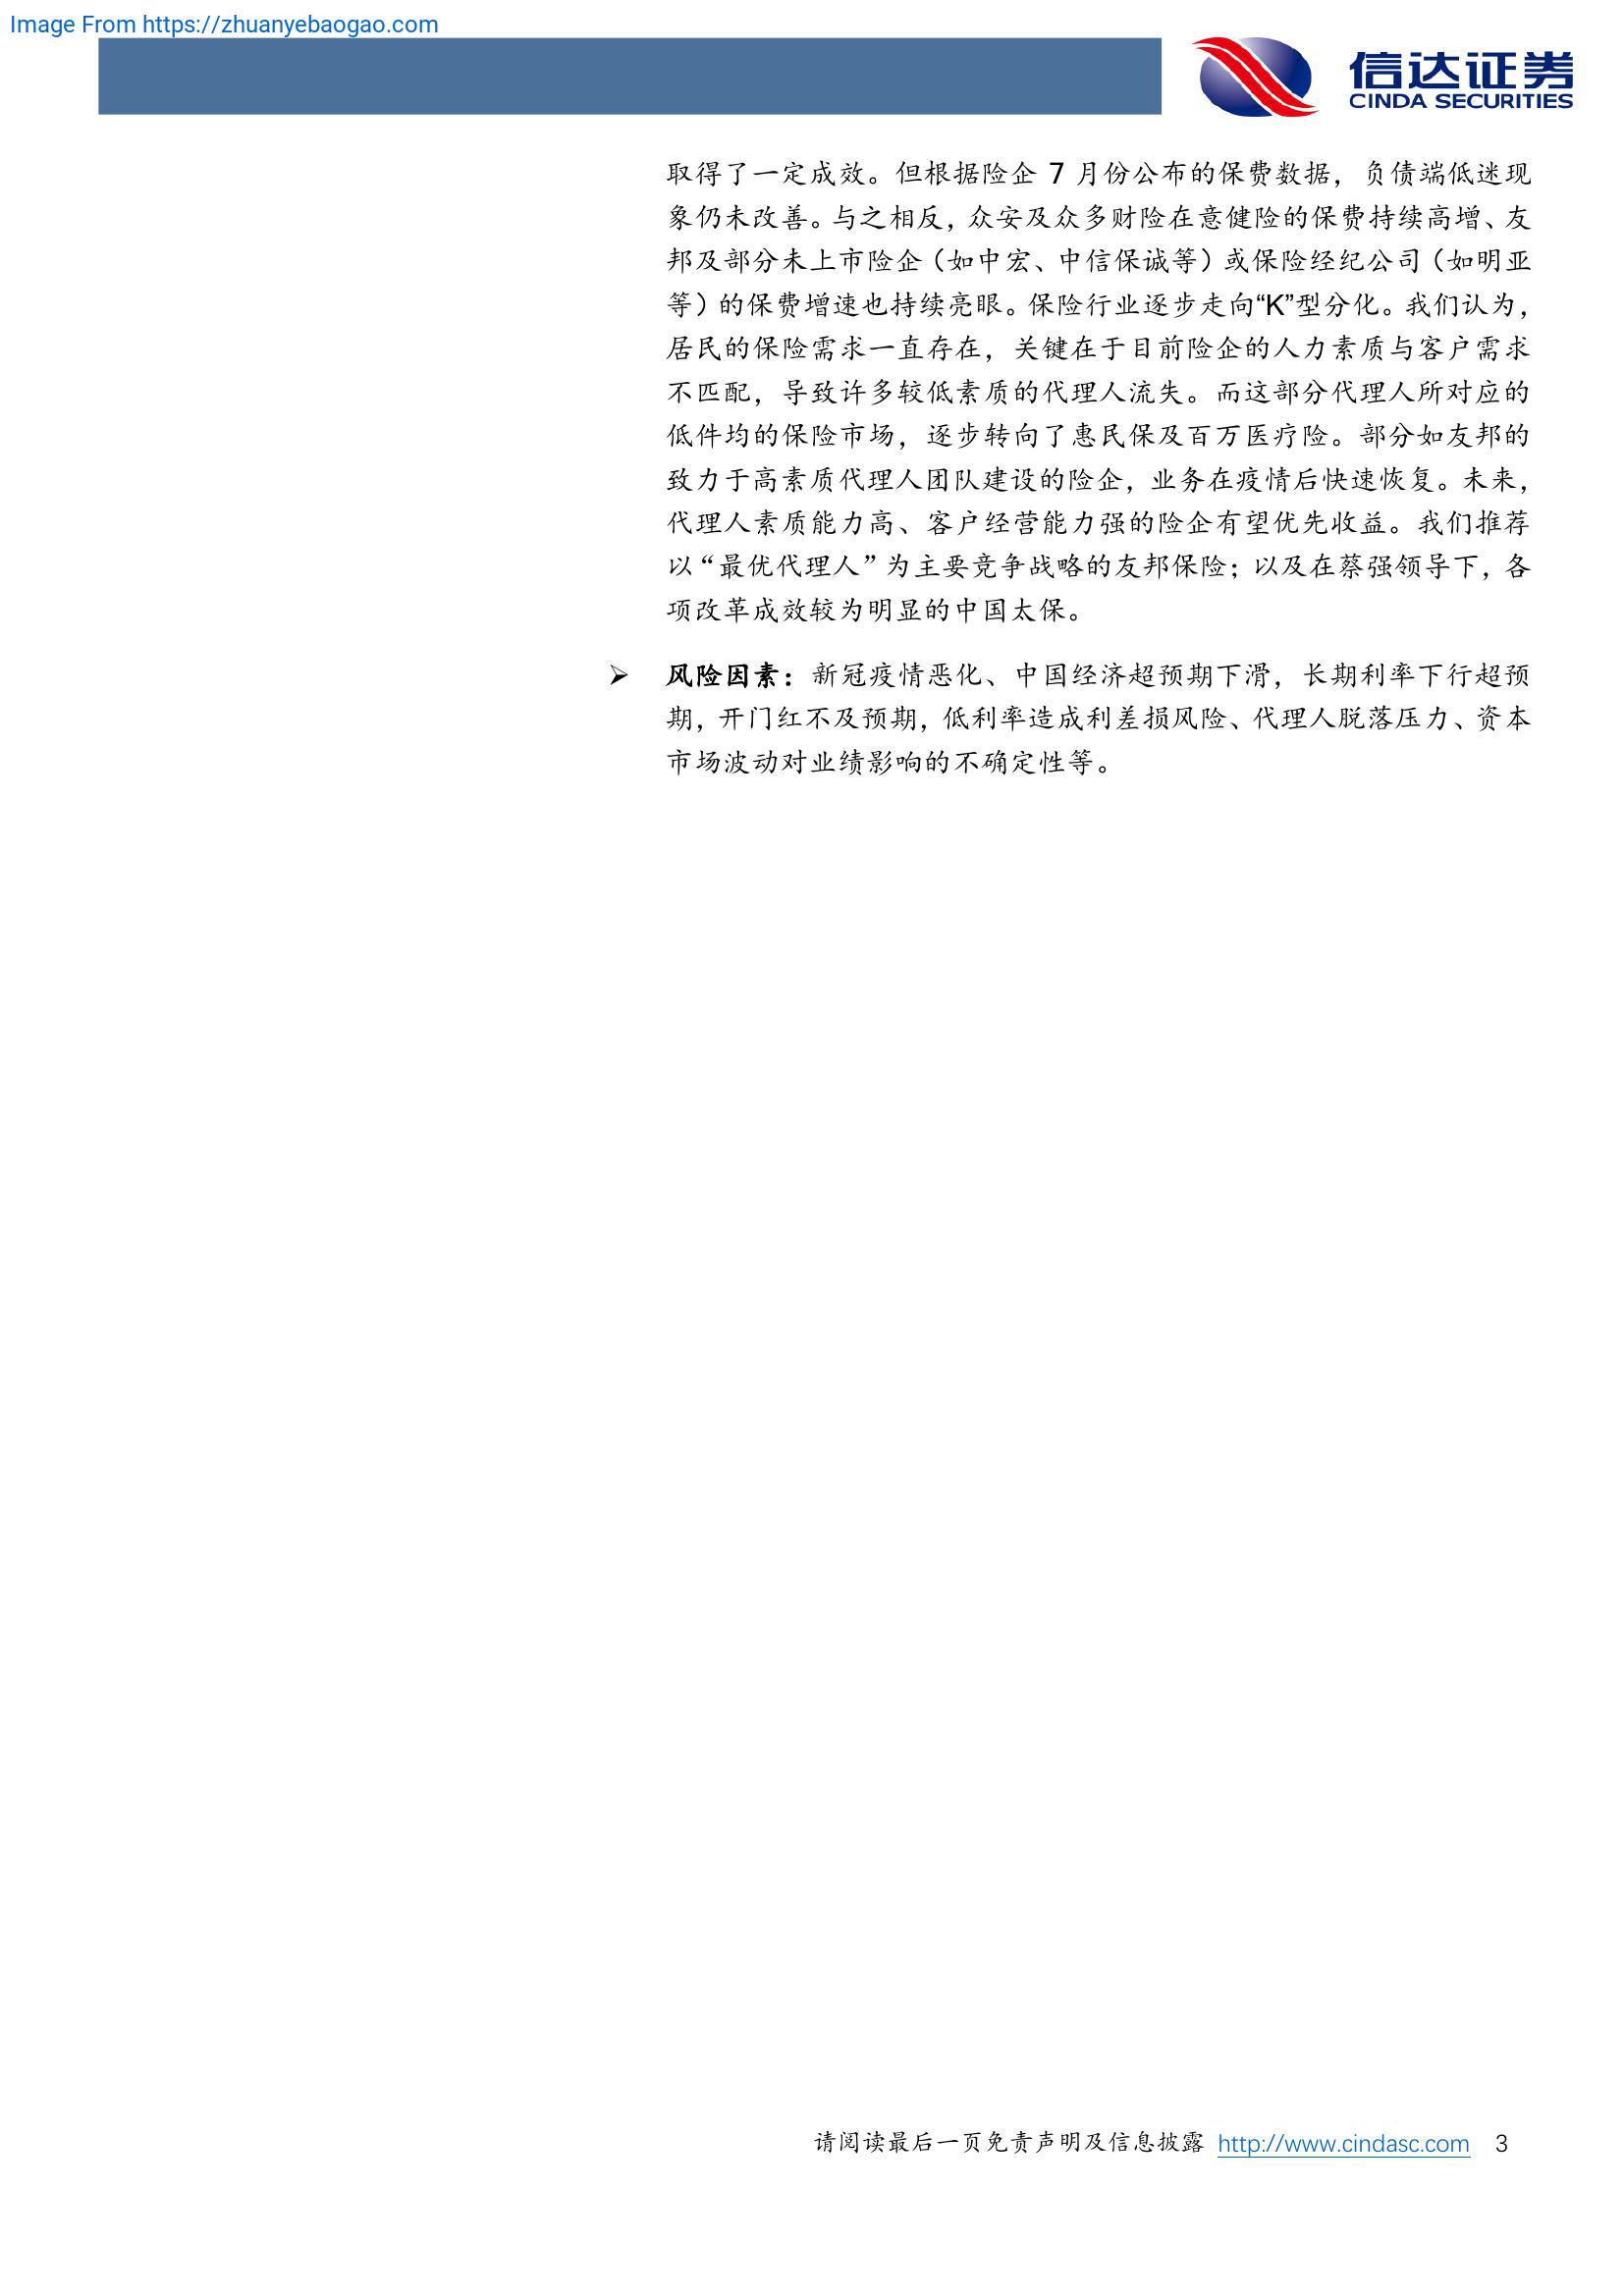 Image From https://zhuanyebaogao.com
信达证券
CINDA SECURITIES
取得了一定成效。但根据险企 7 月份公布的保费数据，负债端低迷现
象仍未改善。与之相反，众安及众多财险在意健险的保费持续高增、友
邦及部分未上市险企（如中宏、中信保诚等）或保险经纪公司（如明亚
等）的保费增速也持续亮眼。保险行业逐步走向“K”型分化。我们认为，
居民的保险需求一直存在，关键在于目前险企的人力素质与客户需求
不匹配，导致许多较低素质的代理人流失。而这部分代理人所对应的
低件均的保险市场，逐步转向了惠民保及百万医疗险。部分如友邦的
致力于高素质代理人团队建设的险企，业务在疫情后快速恢复。未来，
代理人素质能力高、客户经营能力强的险企有望优先收益。我们推荐
以“最优代理人”为主要竞争战略的友邦保险；以及在蔡强领导下，各
项改革成效较为明显的中国太保。
➢ 风险因素：新冠疫情恶化、中国经济超预期下滑，长期利率下行超预
期，开门红不及预期，低利率造成利差损风险、代理人脱落压力、资本
市场波动对业绩影响的不确定性等。
请阅读最后一页免责声明及信息披露 http://www.cindasc.com 3